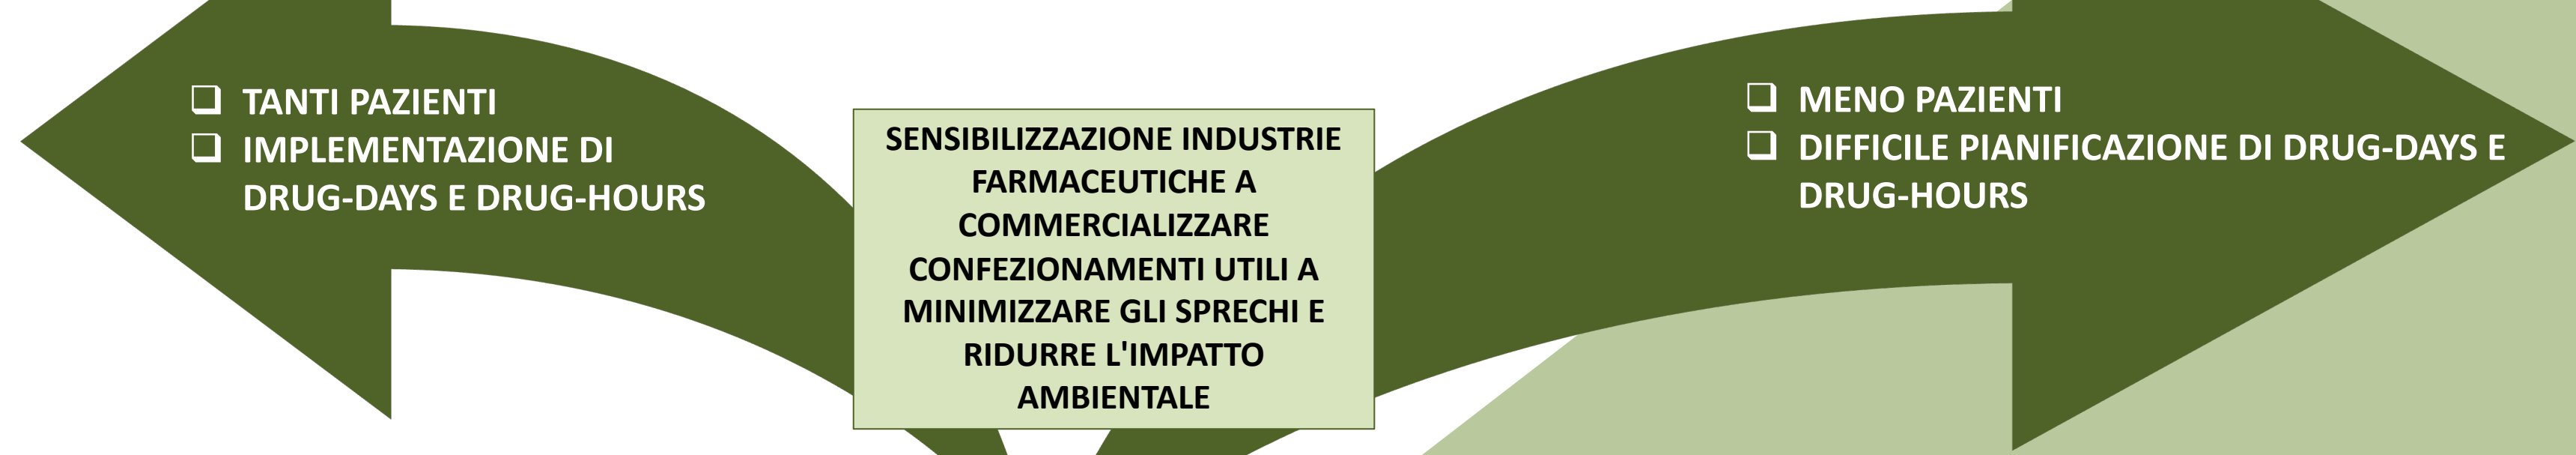 TANTI PAZIENTI
IMPLEMENTAZIONE DI
DRUG-DAYS E DRUG-HOURS
SENSIBILIZZAZIONE INDUSTRIE
FARMACEUTICHE A
COMMERCIALIZZARE
CONFEZIONAMENTI UTILI A
MINIMIZZARE GLI SPRECHI E
RIDURRE L'IMPATTO
AMBIENTALE
MENO PAZIENTI
DIFFICILE PIANIFICAZIONE DI DRUG-DAYS E
DRUG-HOURS